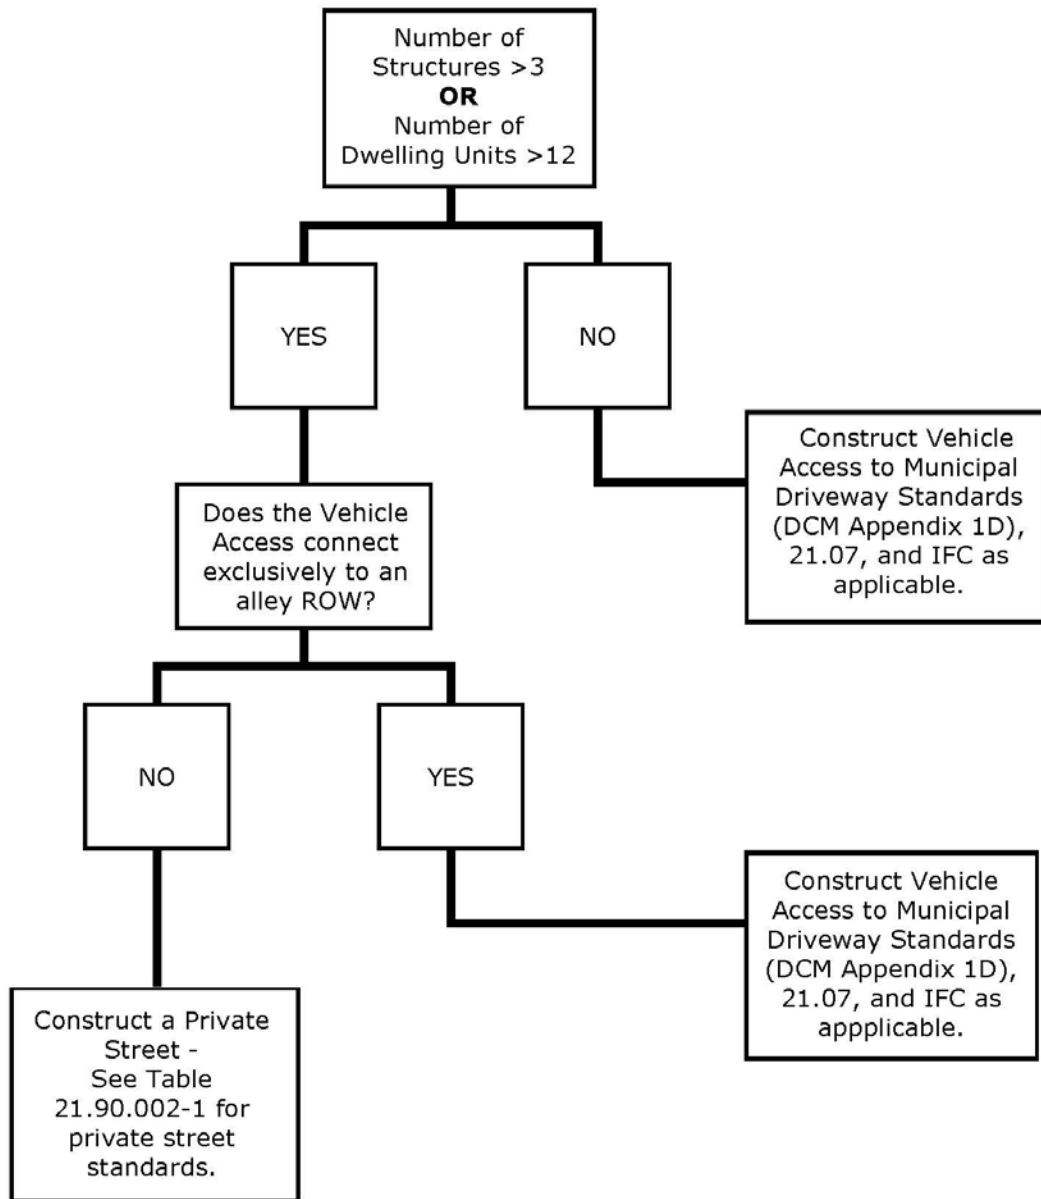 Number of
Structures >3
OR
Number of
Dwelling Units >12
YES
NO
Construct Vehicle
Access to Municipal
Driveway Standards
(DCM Appendix 1D),
21.07, and IFC as
applicable.
Does the Vehicle
Access connect
exclusively to an
alley ROW?
NO
YES
Construct Vehicle
Access to Municipal
Driveway Standards
(DCM Appendix 1D),
21.07, and IFC as
appplicable.
Construct a Private
Street -
See Table
21.90.002-1 for
private street
standards.